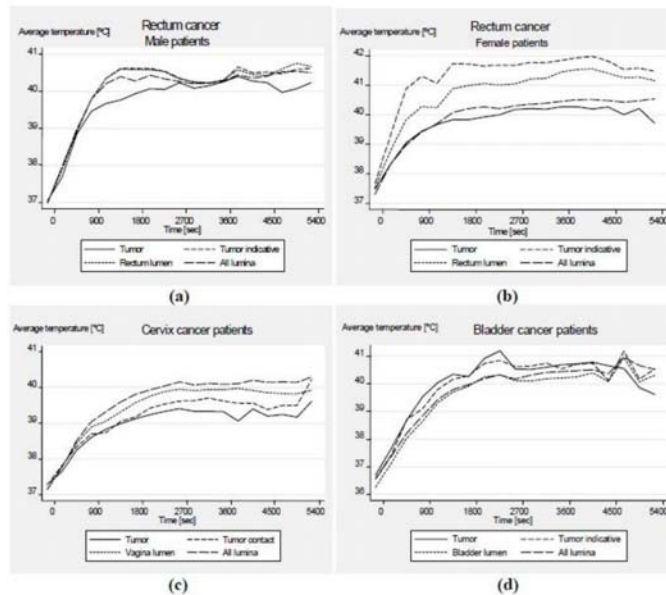 Rectum cancer
Average temperature [ºC]
Male patients
41
40
39
38
37
0 900 1800 2700 3600 4500 5400
Time [sec]
Tumor Tumor indicative
Rectum lumen All lumina
(a)
Rectum cancer
Average temperature [ºC]
Female patients
42
41
40
39
38
37
0 900 1800 2700 3600 4500 5400
Time [sec]
Tumor Tumor indicative
Rectum lumen All lumina
(b)
Average temperature [ºC] Cervix cancer patients
41
40
39
38
37
0 900 1800 2700 3600 4500 5400
Time [sec]
Tumor Tumor contact
Vagina lumen All lumina
(c)
Average temperature [ºC] Bladder cancer patients
41
40
39
38
37
36
0 900 1800 2700 3600 4500 5400
Time [sec]
Tumor Tumor indicative
Bladder lumen All lumina
(d)